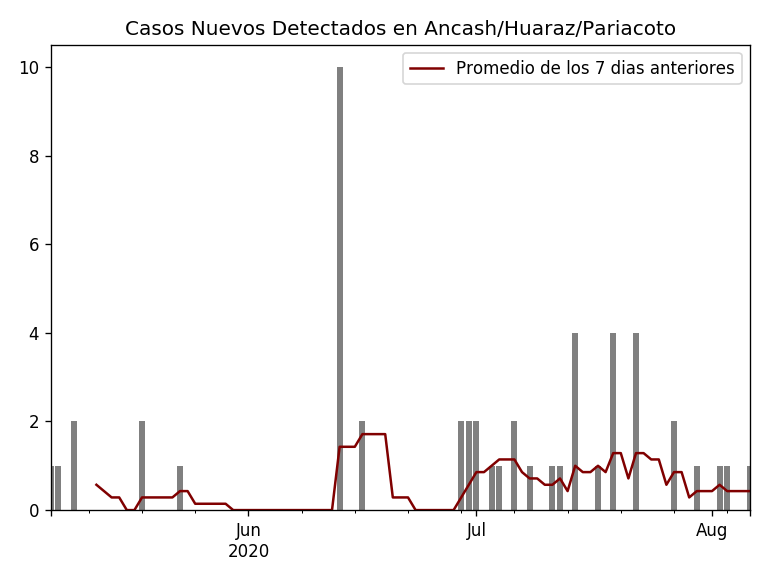 Casos Nuevos Detectados en Ancash/Huaraz/Pariacoto
Promedio de los 7 dias anteriores
10
8
6
4
2
0
Jun
2020
Jul
Aug